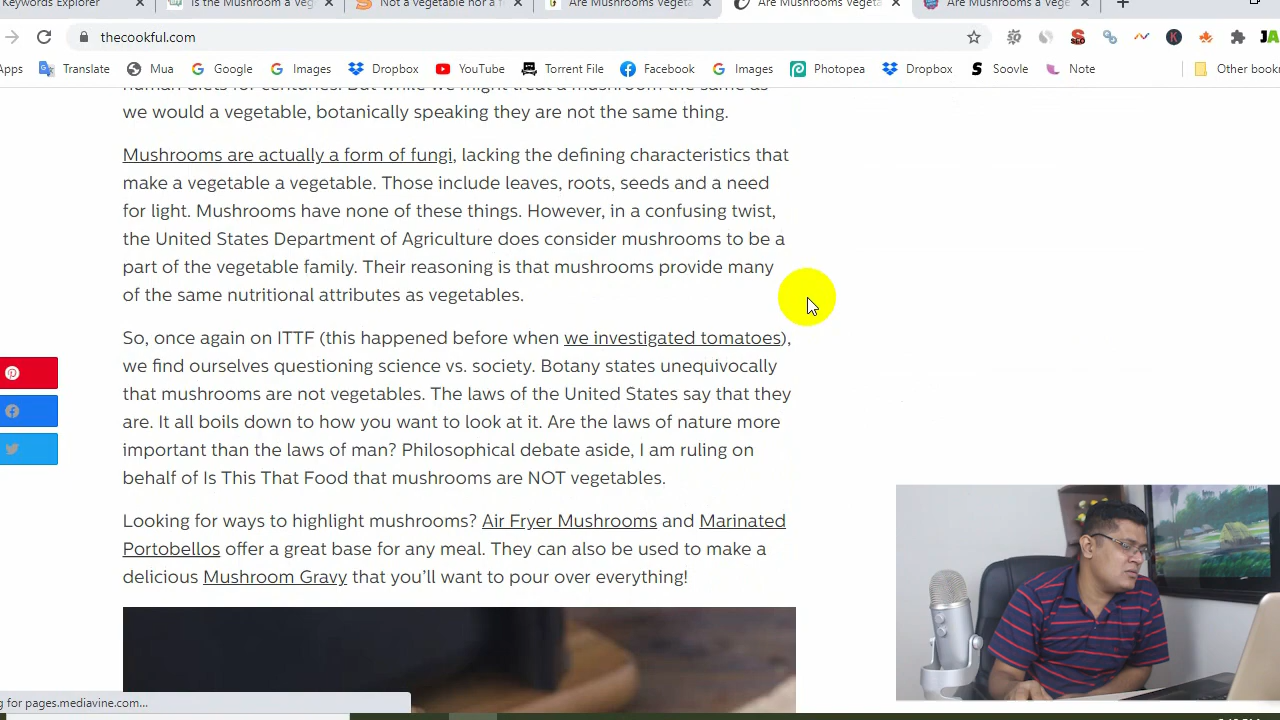 Keywords Explorer
Is the Mushroom a Veg
Not a vegetable nor a f
Are Mushrooms Vegeta
Are Mushrooms Vegeta
Are Mushrooms a Vege
thecookful.com
Apps
Translate
Mua
Google
Images
Dropbox
YouTube
Torrent File
Facebook
Images
Photopea
Dropbox
Soovle
Note
Other bookm
human diets for centuries. But while we might treat a mushroom the same as
we would a vegetable, botanically speaking they are not the same thing.
Mushrooms are actually a form of fungi, lacking the defining characteristics that
make a vegetable a vegetable. Those include leaves, roots, seeds and a need
for light. Mushrooms have none of these things. However, in a confusing twist,
the United States Department of Agriculture does consider mushrooms to be a
part of the vegetable family. Their reasoning is that mushrooms provide many
of the same nutritional attributes as vegetables.
So, once again on ITTF (this happened before when we investigated tomatoes),
we find ourselves questioning science vs. society. Botany states unequivocally
that mushrooms are not vegetables. The laws of the United States say that they
are. It all boils down to how you want to look at it. Are the laws of nature more
important than the laws of man? Philosophical debate aside, I am ruling on
behalf of Is This That Food that mushrooms are NOT vegetables.
Looking for ways to highlight mushrooms? Air Fryer Mushrooms and Marinated
Portobellos offer a great base for any meal. They can also be used to make a
delicious Mushroom Gravy that you'll want to pour over everything!
g for pages.mediavine.com...